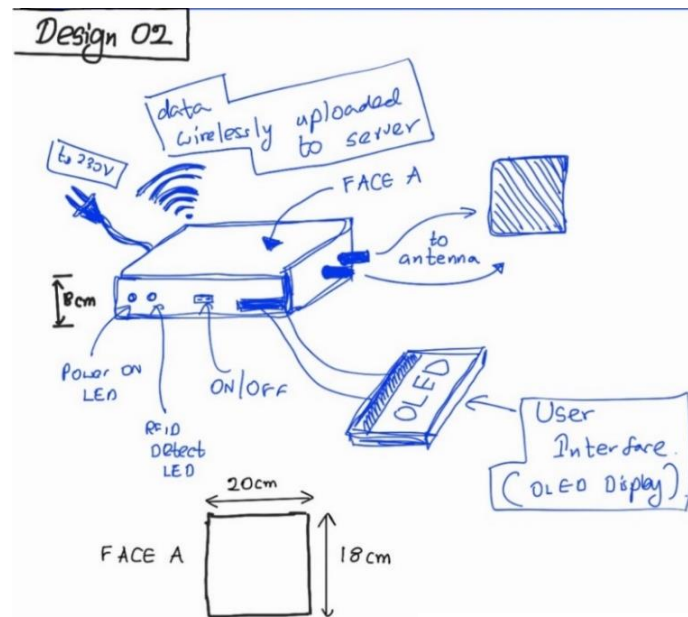 Design 02
data
wirelessly uploaded
to server
to 230V
FACE A
to
antenna
8cm
Power ON
LED
RFID
Detect
LED
ON/OFF
OLED
User
Interface.
(OLED Display)
20cm
FACE A
18cm